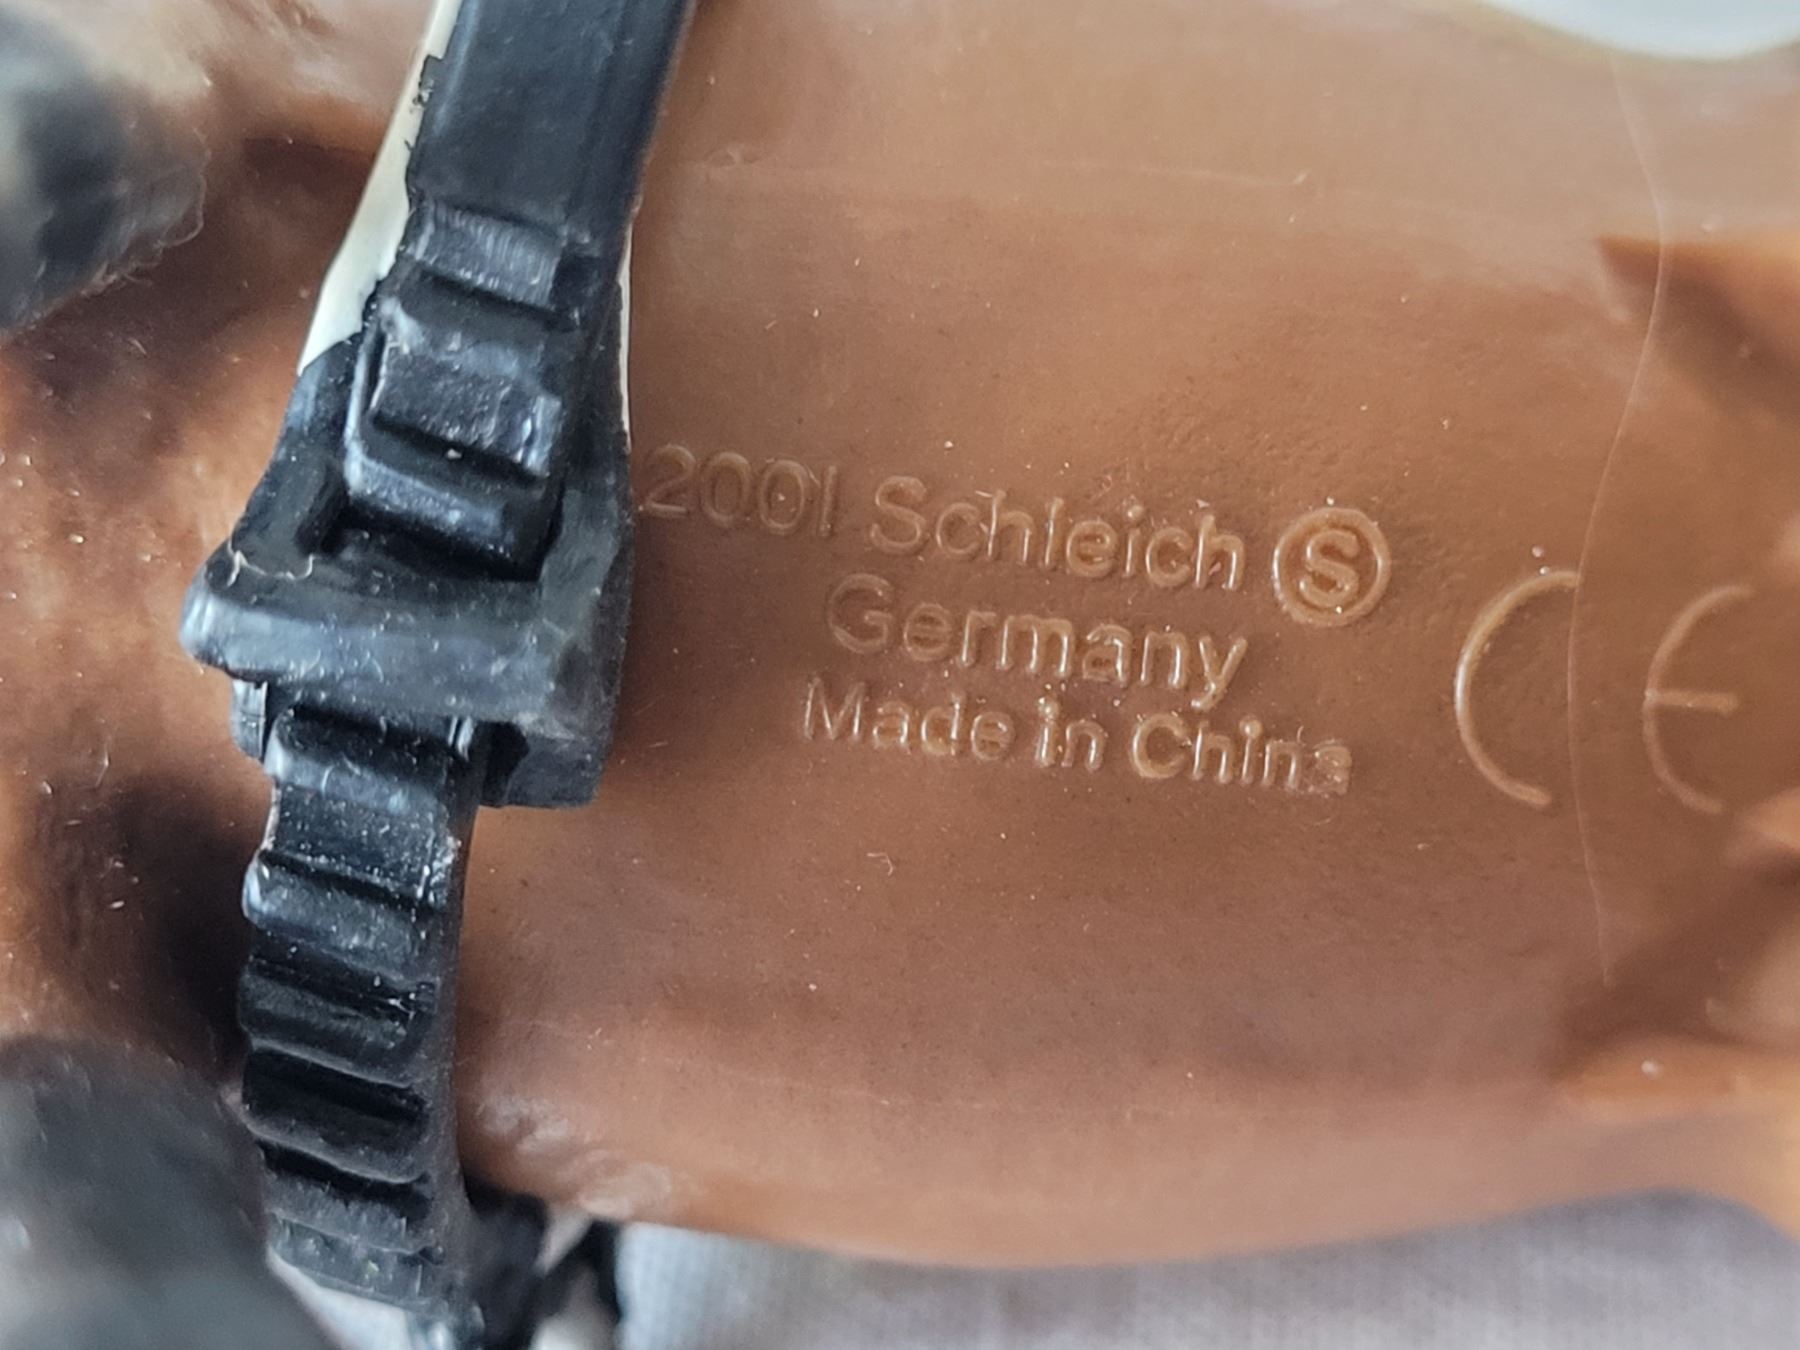 2001 Schleich Ⓢ
Germany
Made in China
CE